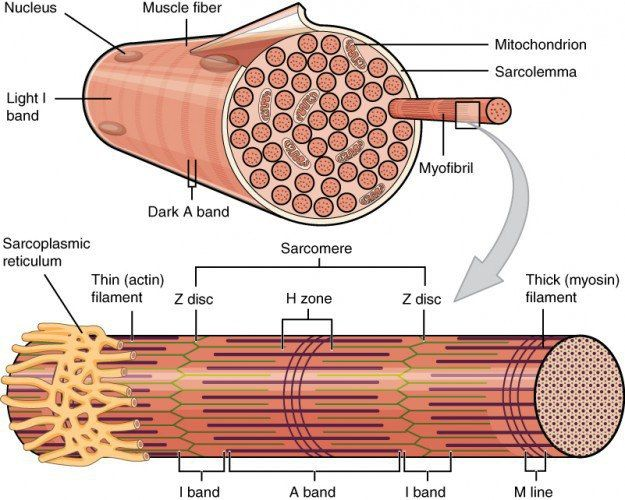 Nucleus
Muscle fiber
Mitochondrion
Sarcolemma
Light I
band
Myofibril
Dark A band
Sarcoplasmic
reticulum
Sarcomere
Thin (actin)
filament
Z disc
H zone
Z disc
Thick (myosin)
filament
I band
A band
I band
M line